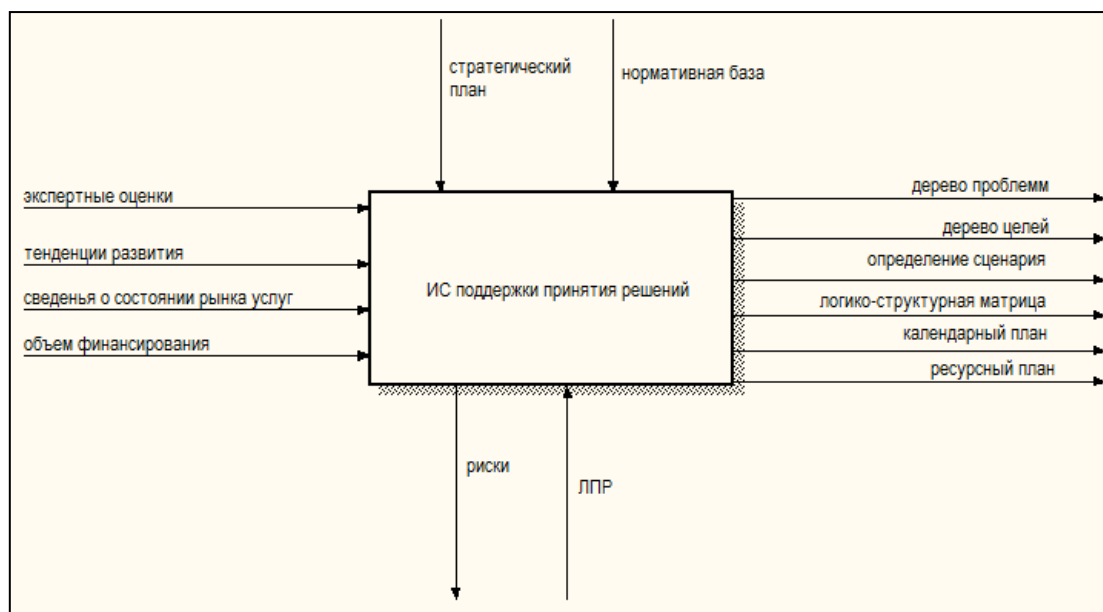 стратегический
план
нормативная база
экспертные оценки
тенденции развития
сведенья о состоянии рынка услуг
объем финансирования
ИС поддержки принятия решений
дерево проблемм
дерево целей
определение сценария
логико-структурная матрица
календарный план
ресурсный план
риски
ЛПР